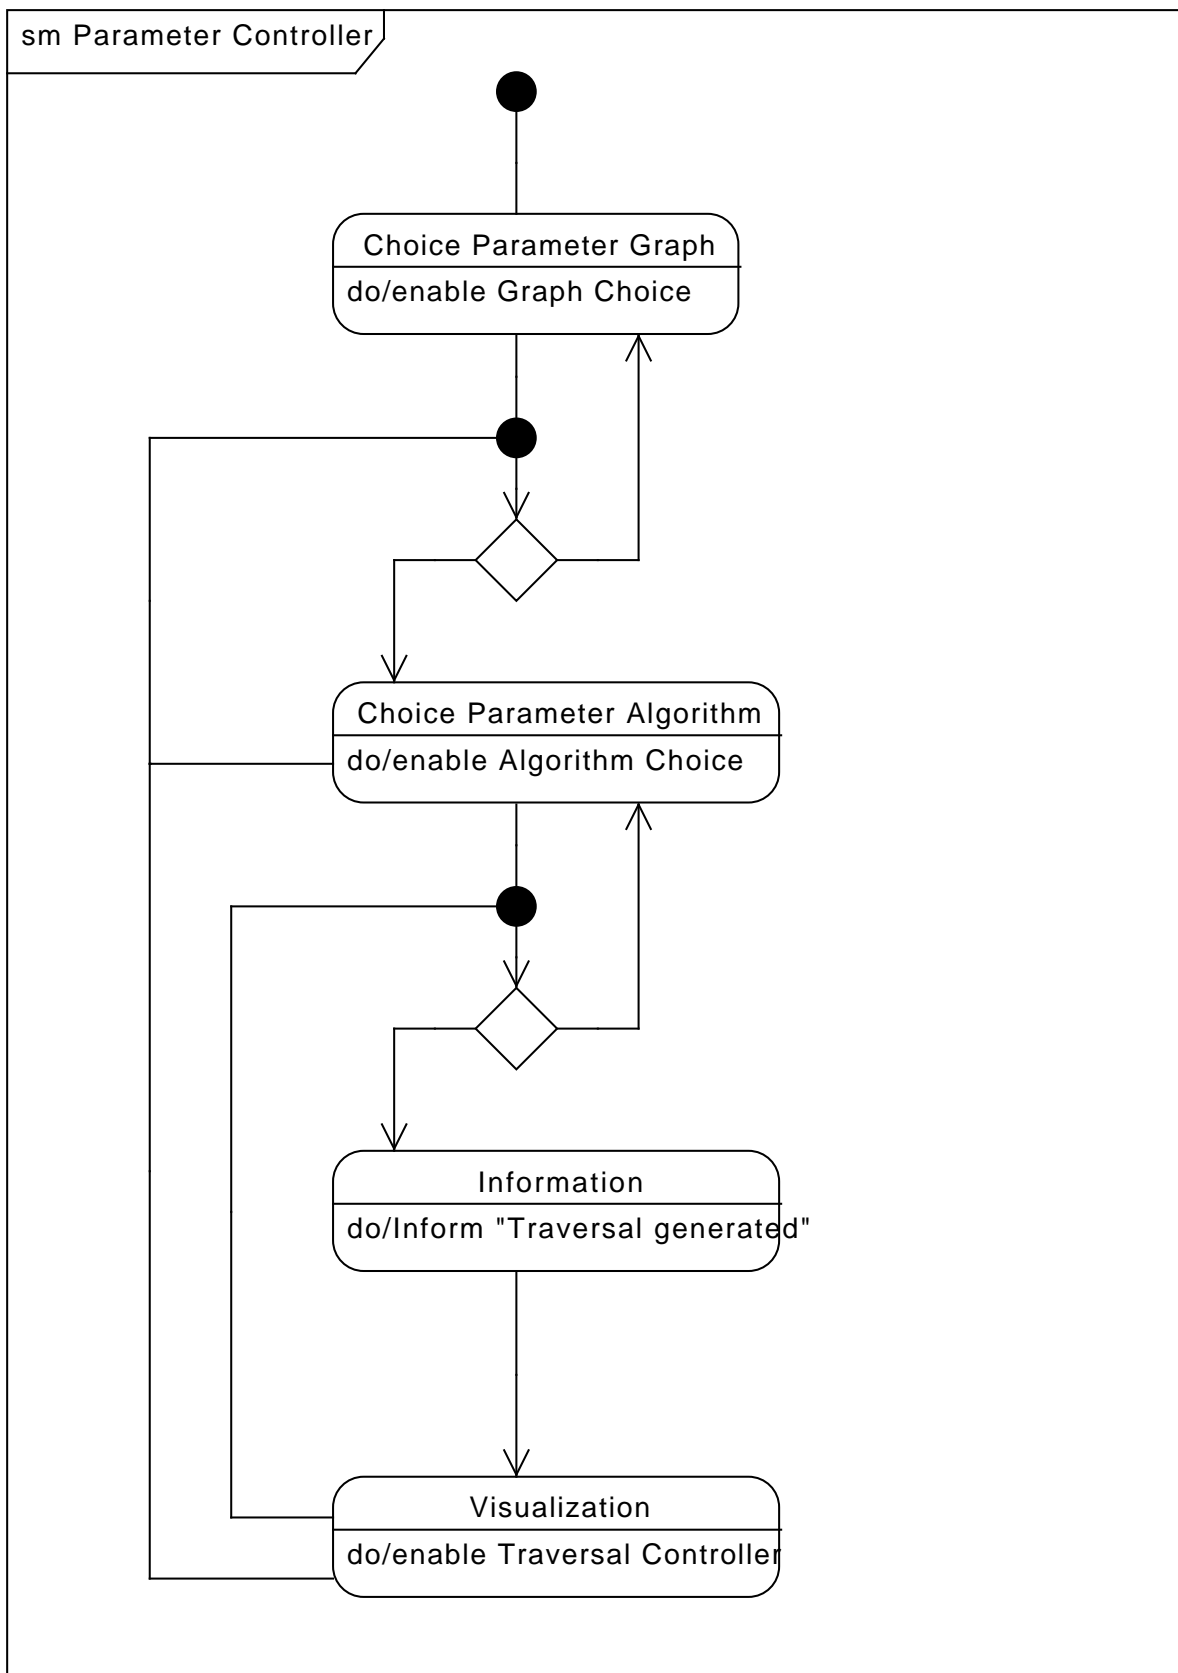 sm Parameter Controller
Choice Parameter Graph
do/enable Graph Choice
Choice Parameter Algorithm
do/enable Algorithm Choice
Information
do/Inform "Traversal generated"
Visualization
do/enable Traversal Controller